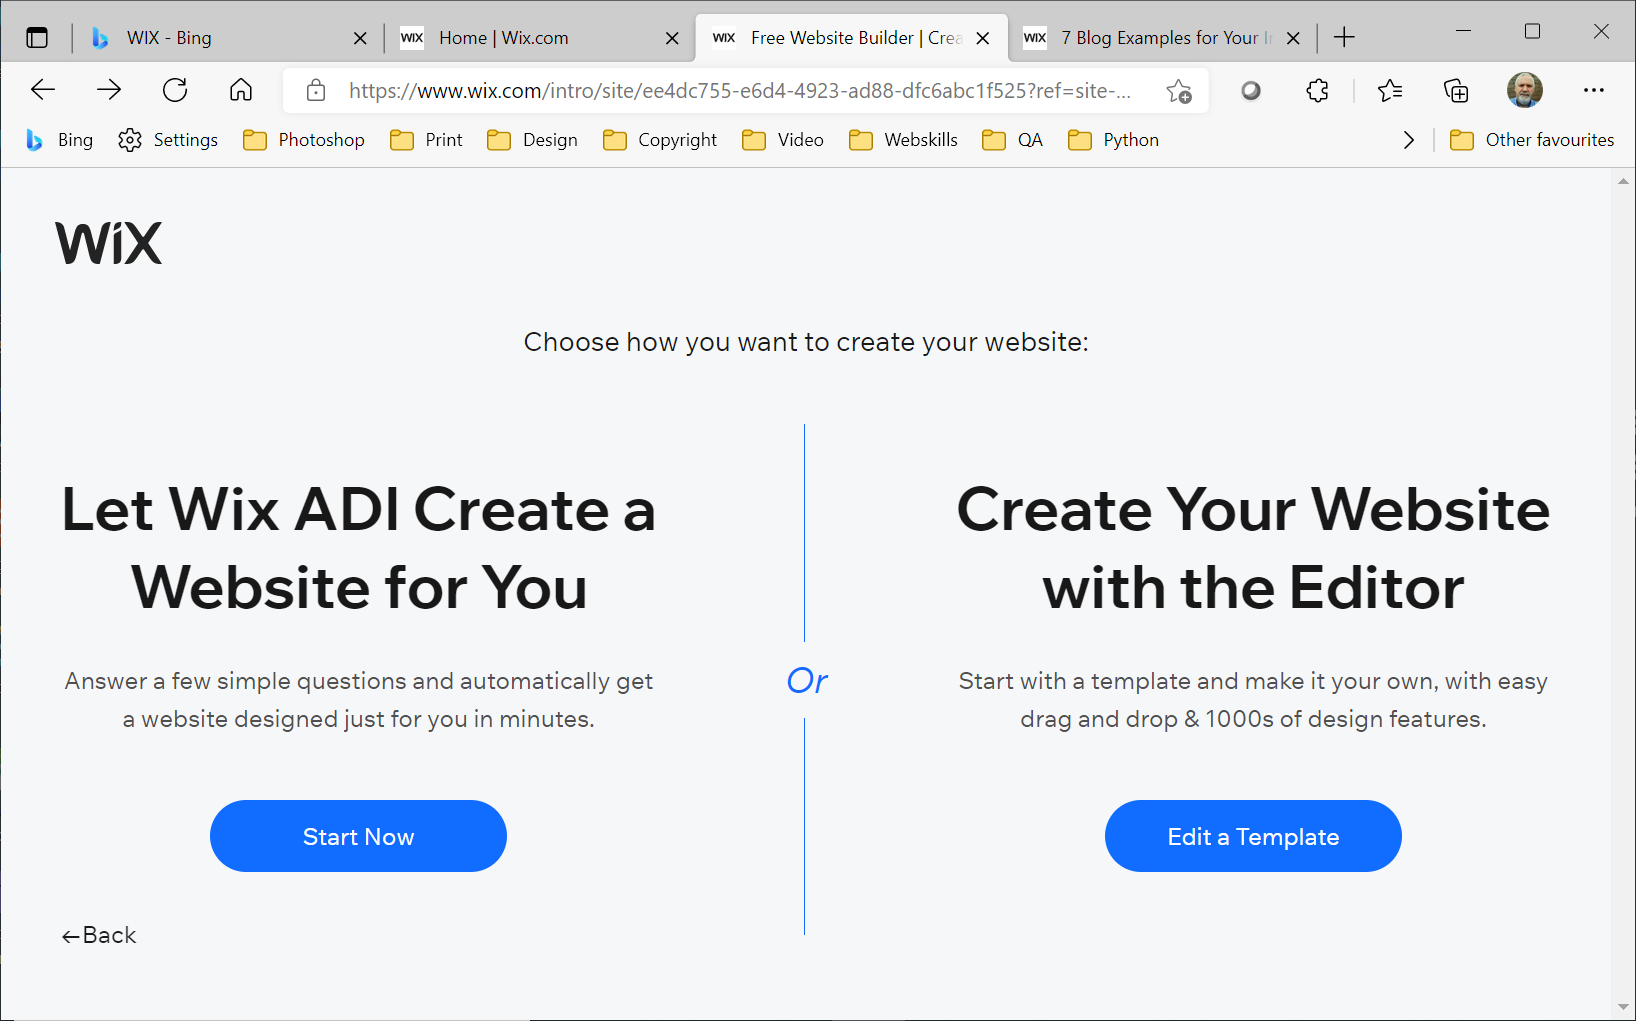 WIX - Bing
WIX Home | Wix.com
WIX Free Website Builder | Crea
WIX 7 Blog Examples for Your I
https://www.wix.com/intro/site/ee4dc755-e6d4-4923-ad88-dfc6abc1f525?ref=site-...
Bing Settings Photoshop Print Design Copyright Video Webskills QA Python Other favourites
WiX
Choose how you want to create your website:
Let Wix ADI Create a
Website for You
Answer a few simple questions and automatically get
a website designed just for you in minutes.
Start Now
Or
Create Your Website
with the Editor
Start with a template and make it your own, with easy
drag and drop & 1000s of design features.
Edit a Template
←Back